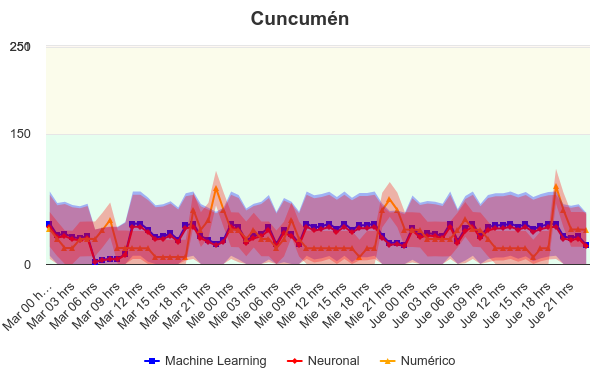 Cuncumén
250
150
0
Mar 00 h…
Mar 03 hrs
Mar 06 hrs
Mar 09 hrs
Mar 12 hrs
Mar 15 hrs
Mar 18 hrs
Mar 21 hrs
Mie 00 hrs
Mie 03 hrs
Mie 06 hrs
Mie 09 hrs
Mie 12 hrs
Mie 15 hrs
Mie 18 hrs
Mie 21 hrs
Jue 00 hrs
Jue 03 hrs
Jue 06 hrs
Jue 09 hrs
Jue 12 hrs
Jue 15 hrs
Jue 18 hrs
Jue 21 hrs
Machine Learning Neuronal Numérico